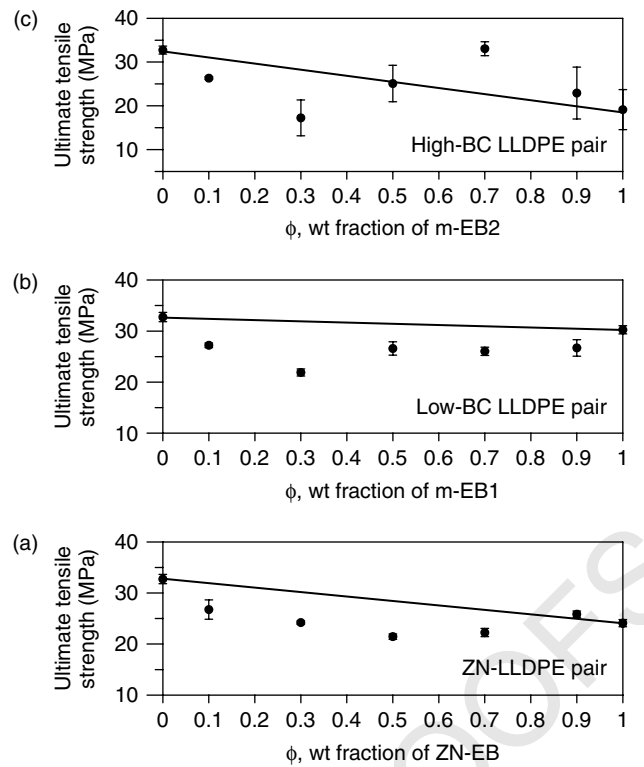 (c)
Ultimate tensile
strength (MPa)
40
30
20
10
High-BC LLDPE pair
0 0.1 0.2 0.3 0.4 0.5 0.6 0.7 0.8 0.9 1
ϕ, wt fraction of m-EB2
(b)
Ultimate tensile
strength (MPa)
40
30
20
10
Low-BC LLDPE pair
0 0.1 0.2 0.3 0.4 0.5 0.6 0.7 0.8 0.9 1
ϕ, wt fraction of m-EB1
(a)
Ultimate tensile
strength (MPa)
40
30
20
10
ZN-LLDPE pair
0 0.1 0.2 0.3 0.4 0.5 0.6 0.7 0.8 0.9 1
ϕ, wt fraction of ZN-EB
OOFS